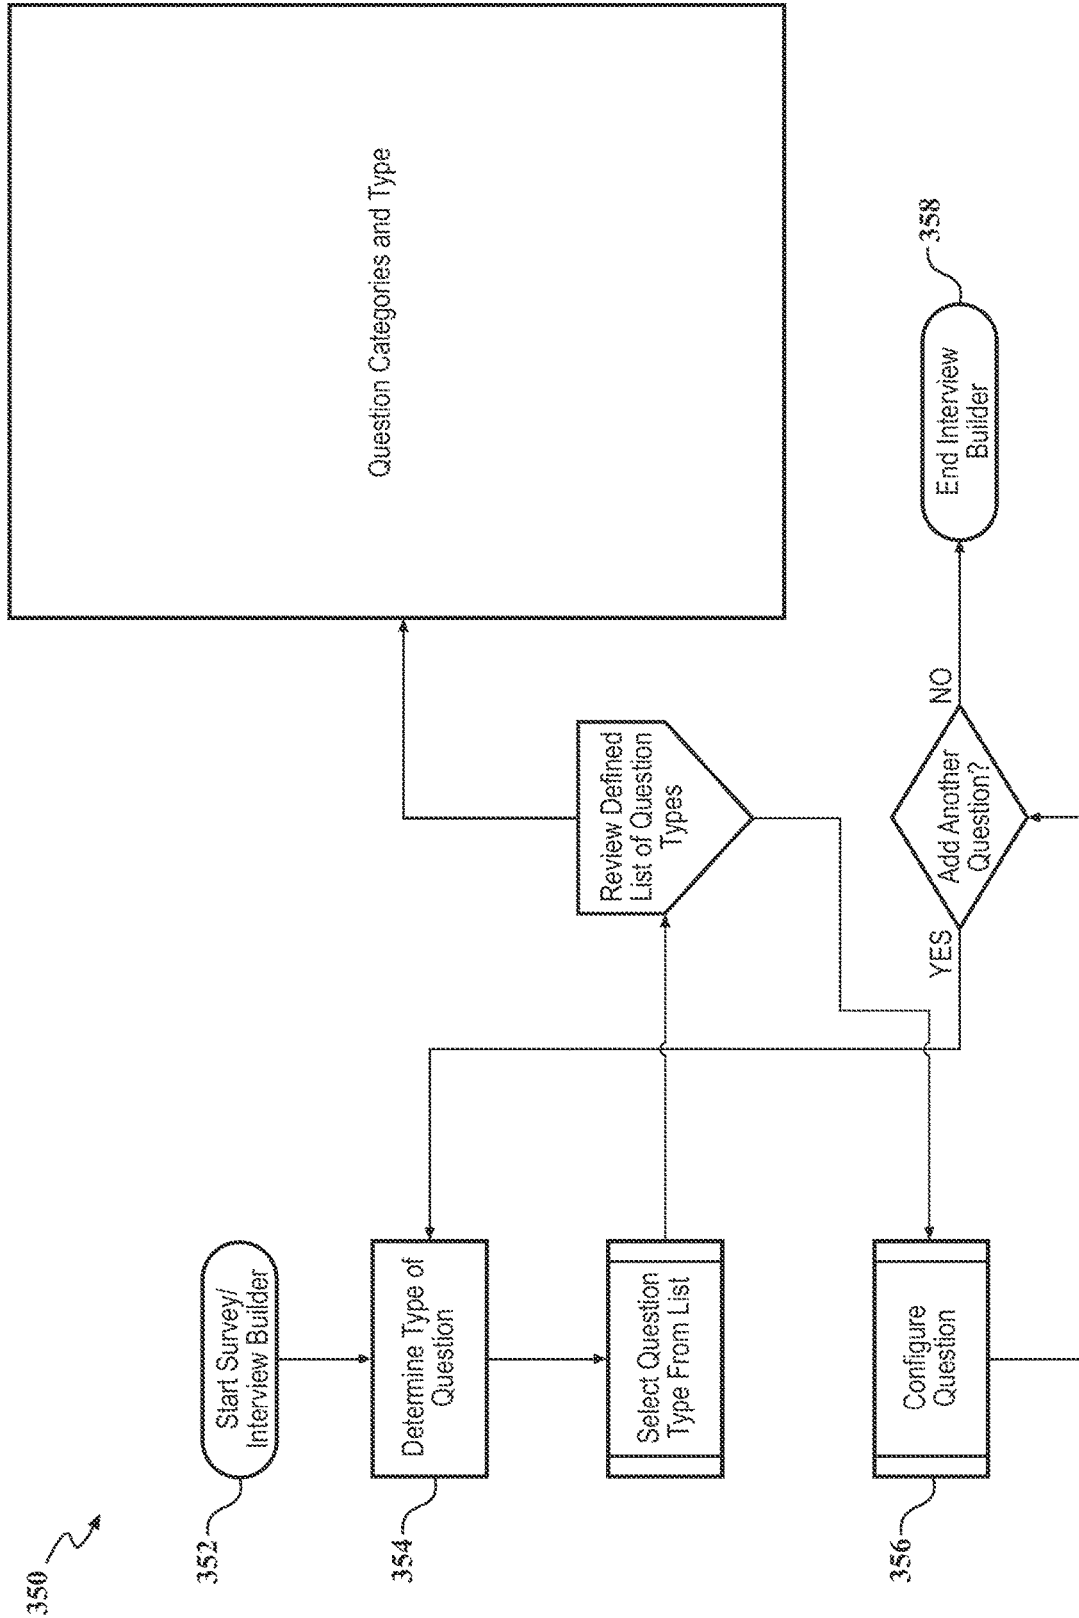 350
352
Start Survey/
Interview Builder
354
Determine Type of
Question
Select Question
Type From List
Review Defined
List of Question
Types
Question Categories and Type
356
Configure
Question
YES
Add Another
Question?
NO
End Interview
Builder
358